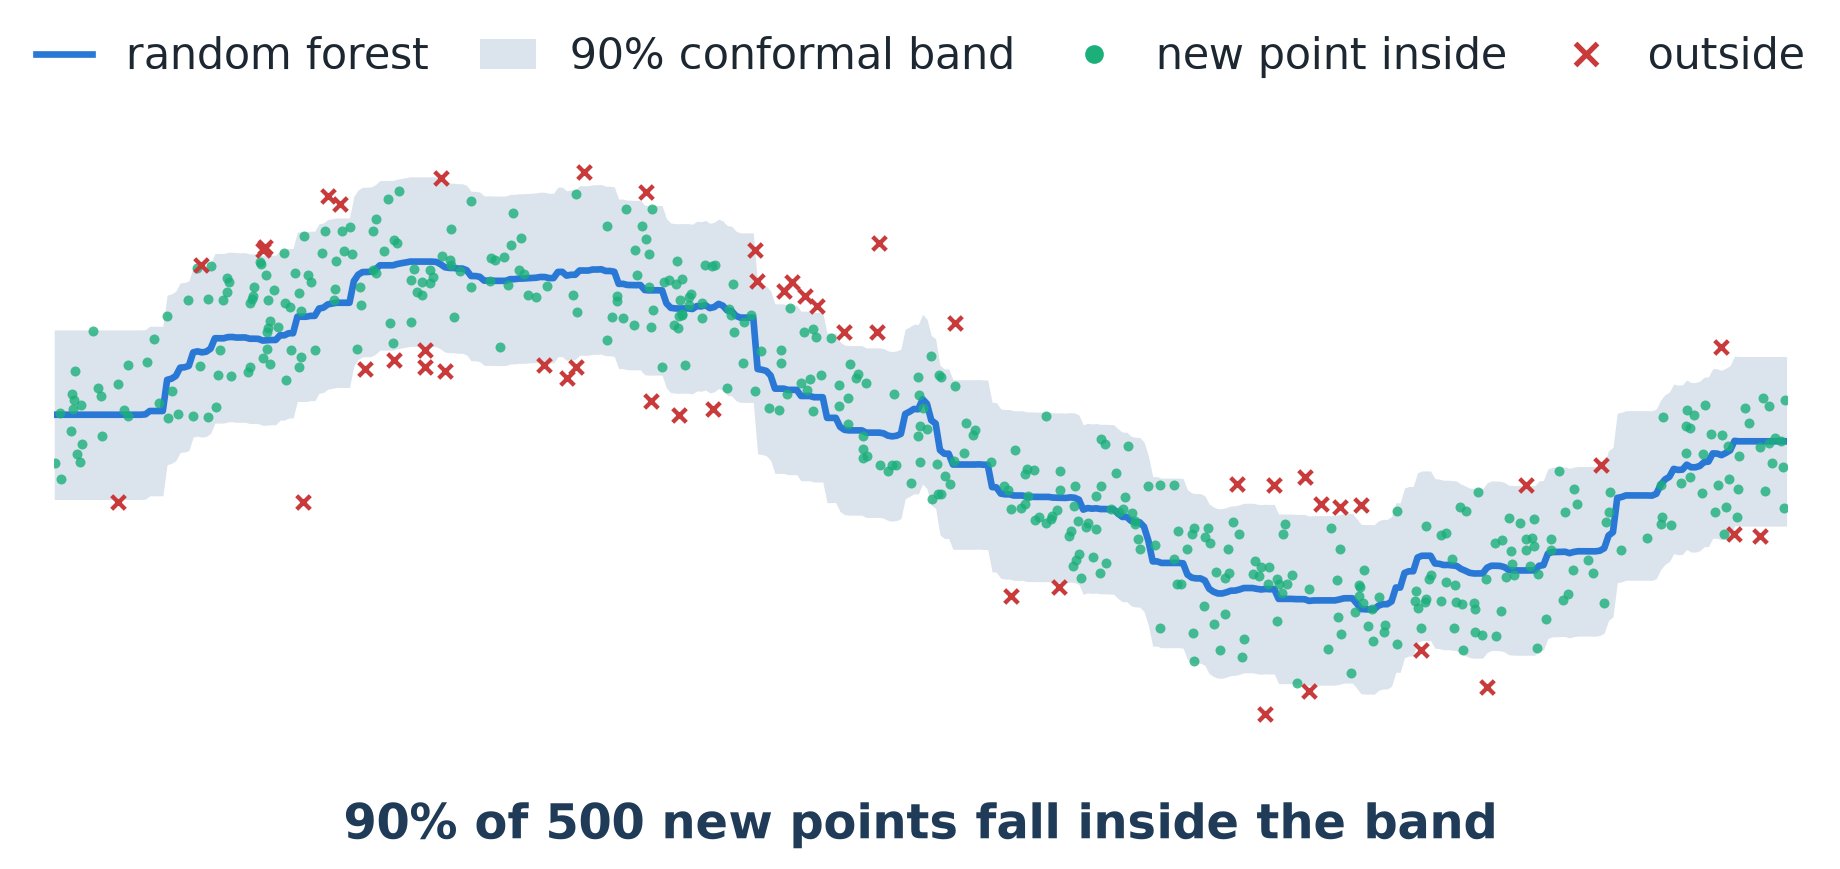 random forest 90% conformal band new point inside outside
90% of 500 new points fall inside the band